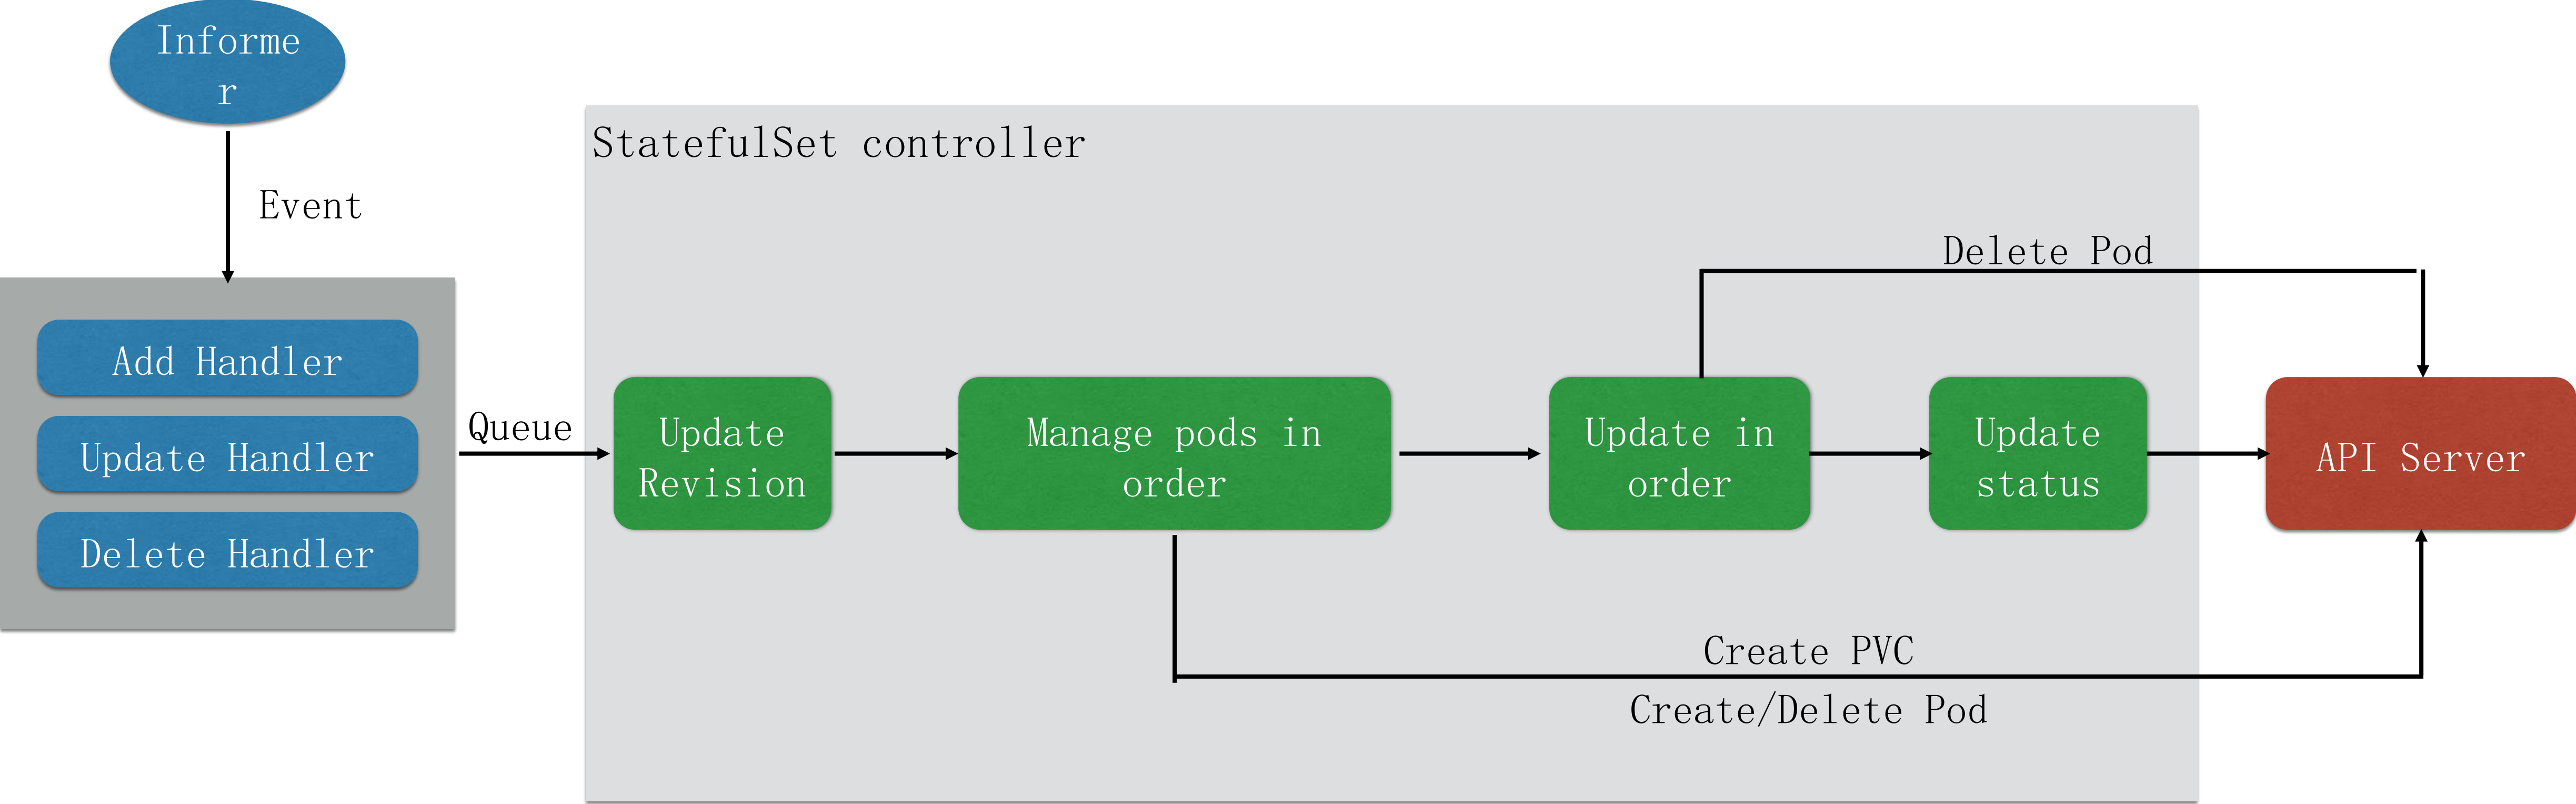 Informe
r
Event
Add Handler
Update Handler
Delete Handler
Queue
StatefulSet controller
Update
Revision
Manage pods in
order
Update in
order
Update
status
Delete Pod
API Server
Create PVC
Create/Delete Pod